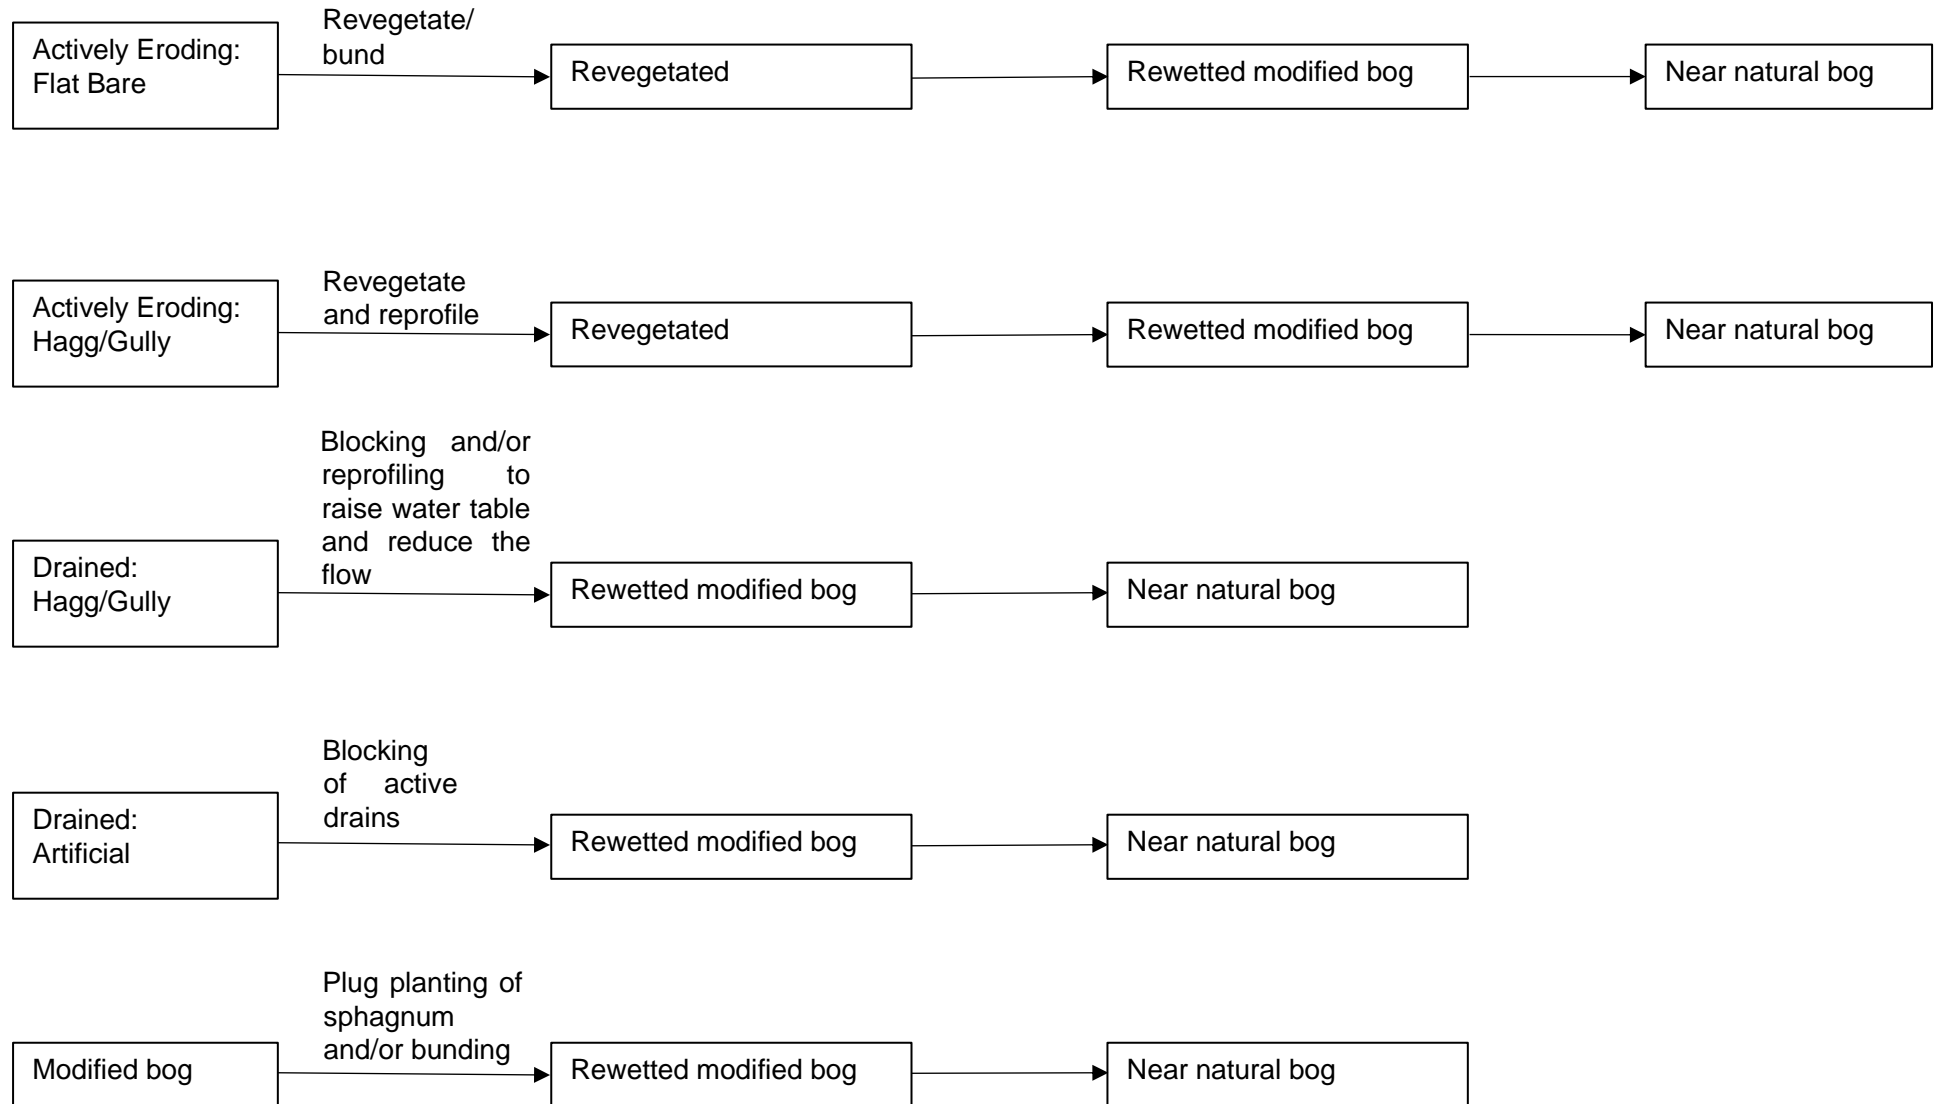 Revegetate/
bund
Actively Eroding:
Flat Bare
Revegetated
Rewetted modified bog
Near natural bog
Revegetate
and reprofile
Actively Eroding:
Hagg/Gully
Revegetated
Rewetted modified bog
Near natural bog
Blocking and/or
reprofiling to
raise water table
and reduce the
flow
Drained:
Hagg/Gully
Rewetted modified bog
Near natural bog
Blocking
of active
drains
Drained:
Artificial
Rewetted modified bog
Near natural bog
Plug planting of
sphagnum
and/or bunding
Modified bog
Rewetted modified bog
Near natural bog